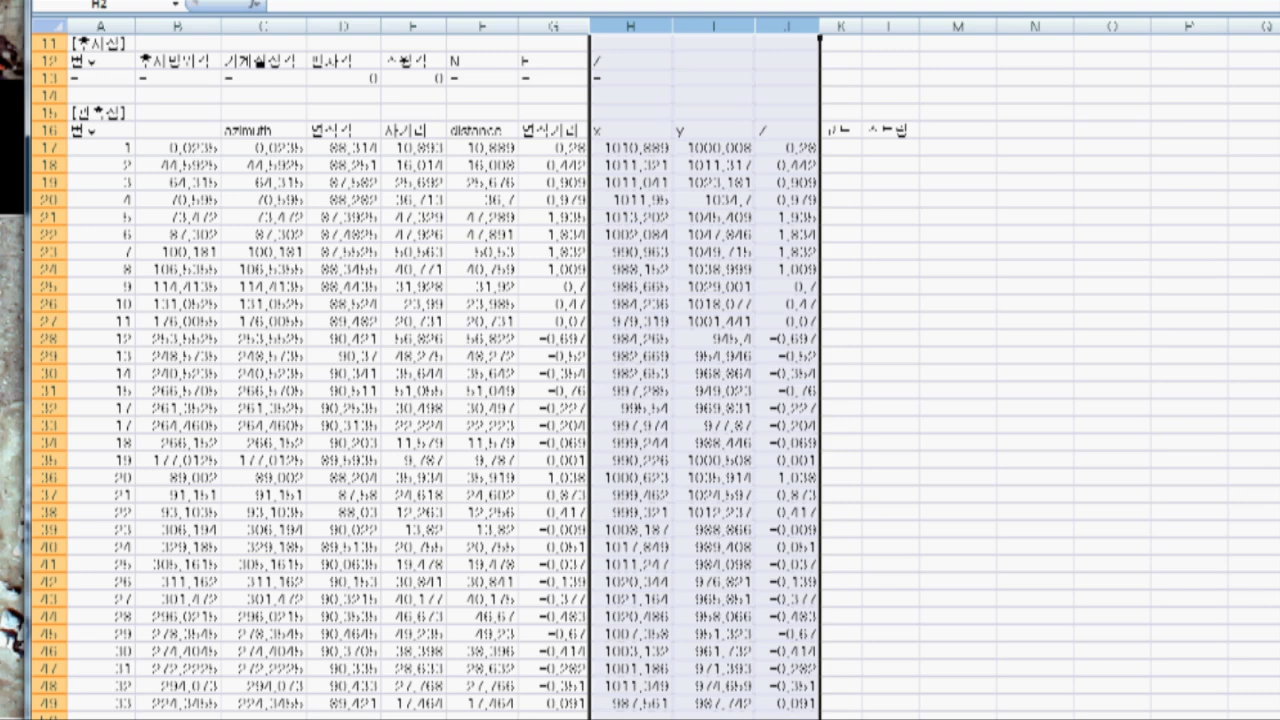 H2
A B C D E F G H I J K L M N O P Q
11 [후시점]
12 번호 후시방위각 기계설정각 편차각 수평각 N E Z
13 - - - 0 0 - -
14
15 [관측점]
16 번호 azimuth 연직각 사거리 distance 연직거리 x y z 코드 스트링
17 1 0,0235 0,0235 88,314 10,893 10,889 0,28 1010,889 1000,008 0,28
18 2 44,5925 44,5925 88,251 16,014 16,008 0,442 1011,321 1011,317 0,442
19 3 64,315 64,315 87,582 25,692 25,676 0,909 1011,041 1023,181 0,909
20 4 70,595 70,595 88,282 36,713 36,7 0,979 1011,95 1034,7 0,979
21 5 73,472 73,472 87,3925 47,329 47,289 1,935 1013,202 1045,409 1,935
22 6 87,302 87,302 87,4825 47,926 47,891 1,834 1002,084 1047,846 1,834
23 7 100,181 100,181 87,5525 50,563 50,53 1,832 990,963 1049,715 1,832
24 8 106,5355 106,5355 88,3455 40,771 40,759 1,009 988,152 1038,999 1,009
25 9 114,4135 114,4135 88,4435 31,928 31,92 0,7 986,665 1029,001 0,7
26 10 131,0525 131,0525 88,524 23,99 23,985 0,47 984,236 1018,077 0,47
27 11 176,0055 176,0055 89,482 20,731 20,731 0,07 979,319 1001,441 0,07
28 12 253,5525 253,5525 90,421 56,826 56,822 -0,697 984,265 945,4 -0,697
29 13 248,5735 248,5735 90,37 48,275 48,272 -0,52 982,669 954,946 -0,52
30 14 240,5235 240,5235 90,341 35,644 35,642 -0,354 982,653 968,864 -0,354
31 15 266,5705 266,5705 90,511 51,055 51,049 -0,76 997,285 949,023 -0,76
32 17 261,3525 261,3525 90,2535 30,498 30,497 -0,227 995,54 969,831 -0,227
33 17 264,4605 264,4605 90,3135 22,224 22,223 -0,204 997,974 977,87 -0,204
34 18 266,152 266,152 90,203 11,579 11,579 -0,069 999,244 988,446 -0,069
35 19 177,0125 177,0125 89,5935 9,787 9,787 0,001 990,226 1000,508 0,001
36 20 89,002 89,002 88,204 35,934 35,919 1,038 1000,623 1035,914 1,038
37 21 91,151 91,151 87,58 24,618 24,602 0,873 999,462 1024,597 0,873
38 22 93,1035 93,1035 88,03 12,263 12,256 0,417 999,321 1012,237 0,417
39 23 306,194 306,194 90,022 13,82 13,82 -0,009 1008,187 988,866 -0,009
40 24 329,185 329,185 89,5135 20,755 20,755 0,051 1017,849 989,408 0,051
41 25 305,1615 305,1615 90,0635 19,478 19,478 -0,037 1011,247 984,098 -0,037
42 26 311,162 311,162 90,153 30,841 30,841 -0,139 1020,344 976,821 -0,139
43 27 301,472 301,472 90,3215 40,177 40,175 -0,377 1021,164 965,851 -0,377
44 28 296,0215 296,0215 90,3535 46,673 46,67 -0,483 1020,486 958,066 -0,483
45 29 278,3545 278,3545 90,4645 49,235 49,23 -0,67 1007,358 951,323 -0,67
46 30 274,4045 274,4045 90,3705 38,398 38,396 -0,414 1003,132 961,732 -0,414
47 31 272,2225 272,2225 90,335 28,633 28,632 -0,282 1001,186 971,393 -0,282
48 32 294,073 294,073 90,433 27,768 27,766 -0,351 1011,349 974,659 -0,351
49 33 224,3455 224,3455 89,421 17,464 17,464 0,091 987,561 987,742 0,091